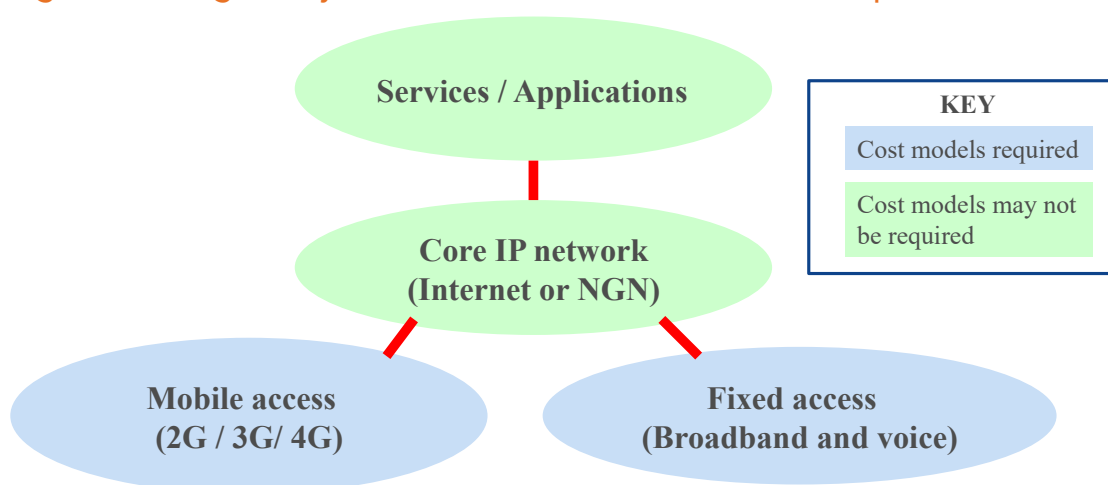 Services / Applications
KEY
Cost models required
Cost models may not
be required
Core IP network
(Internet or NGN)
Mobile access
(2G / 3G/ 4G)
Fixed access
(Broadband and voice)